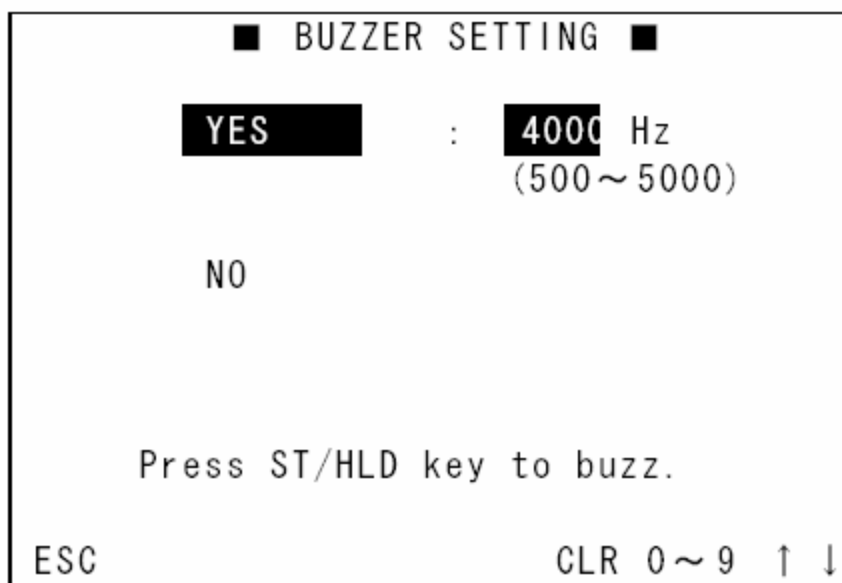 ■ BUZZER SETTING ■
YES : 4000 Hz
(500～5000)
NO
Press ST/HLD key to buzz.
ESC CLR 0～9 ↑ ↓